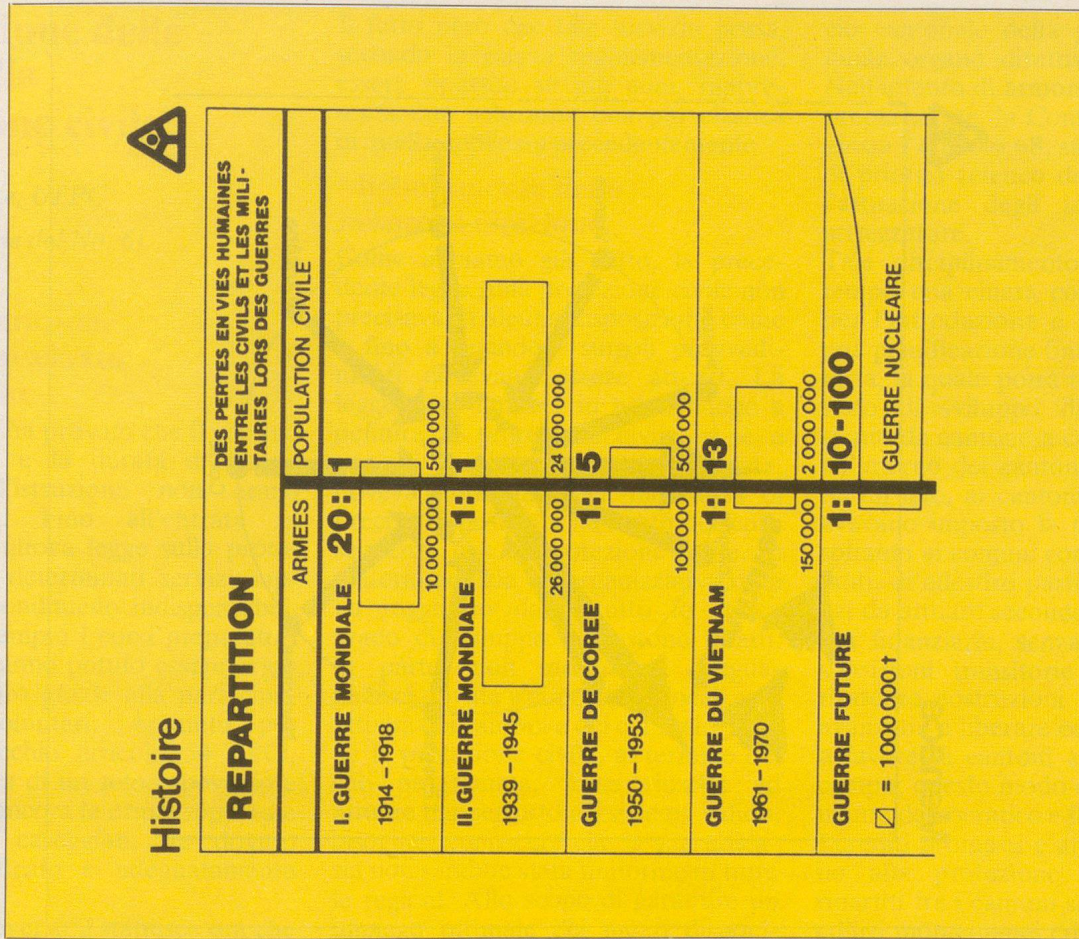 Histoire
REPARTITION
DES PERTES EN VIES HUMAINES
ENTRE LES CIVILS ET LES MILI-
TAIRES LORS DES GUERRES
ARMEES POPULATION CIVILE
I. GUERRE MONDIALE 20:1
1914–1918
10 000 000 500 000
II. GUERRE MONDIALE 1:1
1939–1945
26 000 000 24 000 000
GUERRE DE COREE 1:5
1950–1953
100 000 500 000
GUERRE DU VIETNAM 1:13
1961–1970
150 000 2 000 000
GUERRE FUTURE 1:10-100
= 1000 000 †
GUERRE NUCLEAIRE